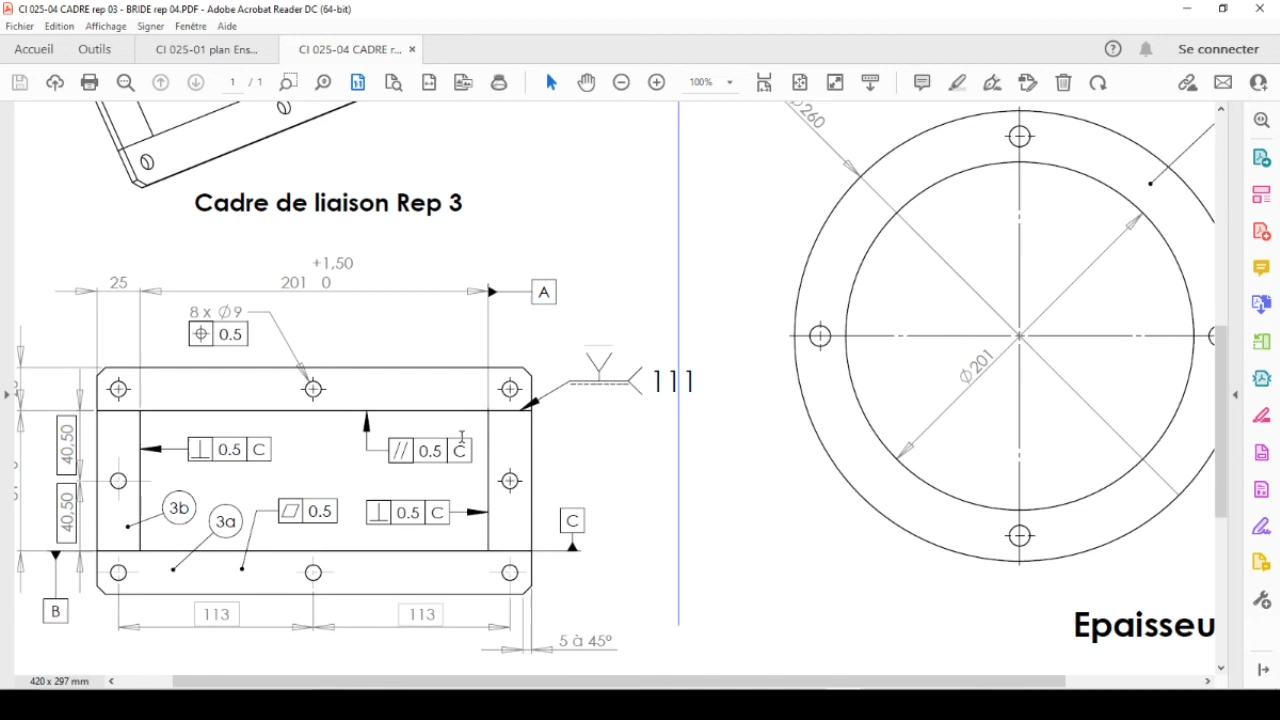 CI 025-04 CADRE rep 03 - BRIDE rep 04.PDF - Adobe Acrobat Reader DC (64-bit)
Fichier Edition Affichage Signer Fenêtre Aide
Accueil Outils CI 025-01 plan Ens... CI 025-04 CADRE r... Se connecter
1 / 1 100%
Ø260
Cadre de liaison Rep 3
+1,50
25 201 0 A
8 x Ø9
0.5
111
Ø201
40,50
⊥ 0.5 C
// 0.5 C
3b
3a
0.5
⊥ 0.5 C
C
40,50
B
113 113
5 à 45°
Epaisseu
420 x 297 mm